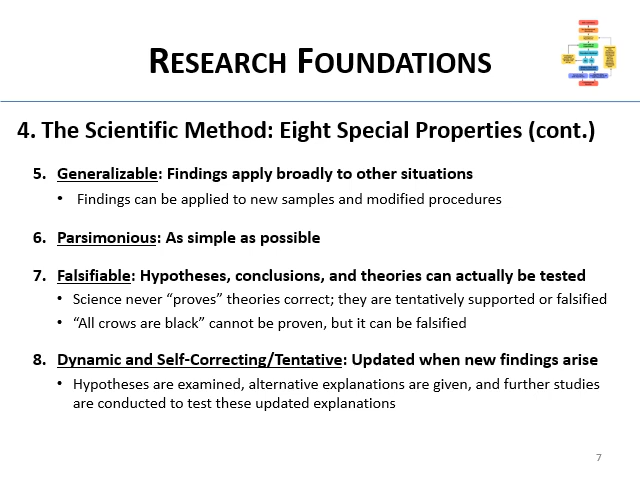 RESEARCH FOUNDATIONS
4. The Scientific Method: Eight Special Properties (cont.)
5. Generalizable: Findings apply broadly to other situations
• Findings can be applied to new samples and modified procedures
6. Parsimonious: As simple as possible
7. Falsifiable: Hypotheses, conclusions, and theories can actually be tested
• Science never “proves” theories correct; they are tentatively supported or falsified
• “All crows are black” cannot be proven, but it can be falsified
8. Dynamic and Self-Correcting/Tentative: Updated when new findings arise
• Hypotheses are examined, alternative explanations are given, and further studies
are conducted to test these updated explanations
7